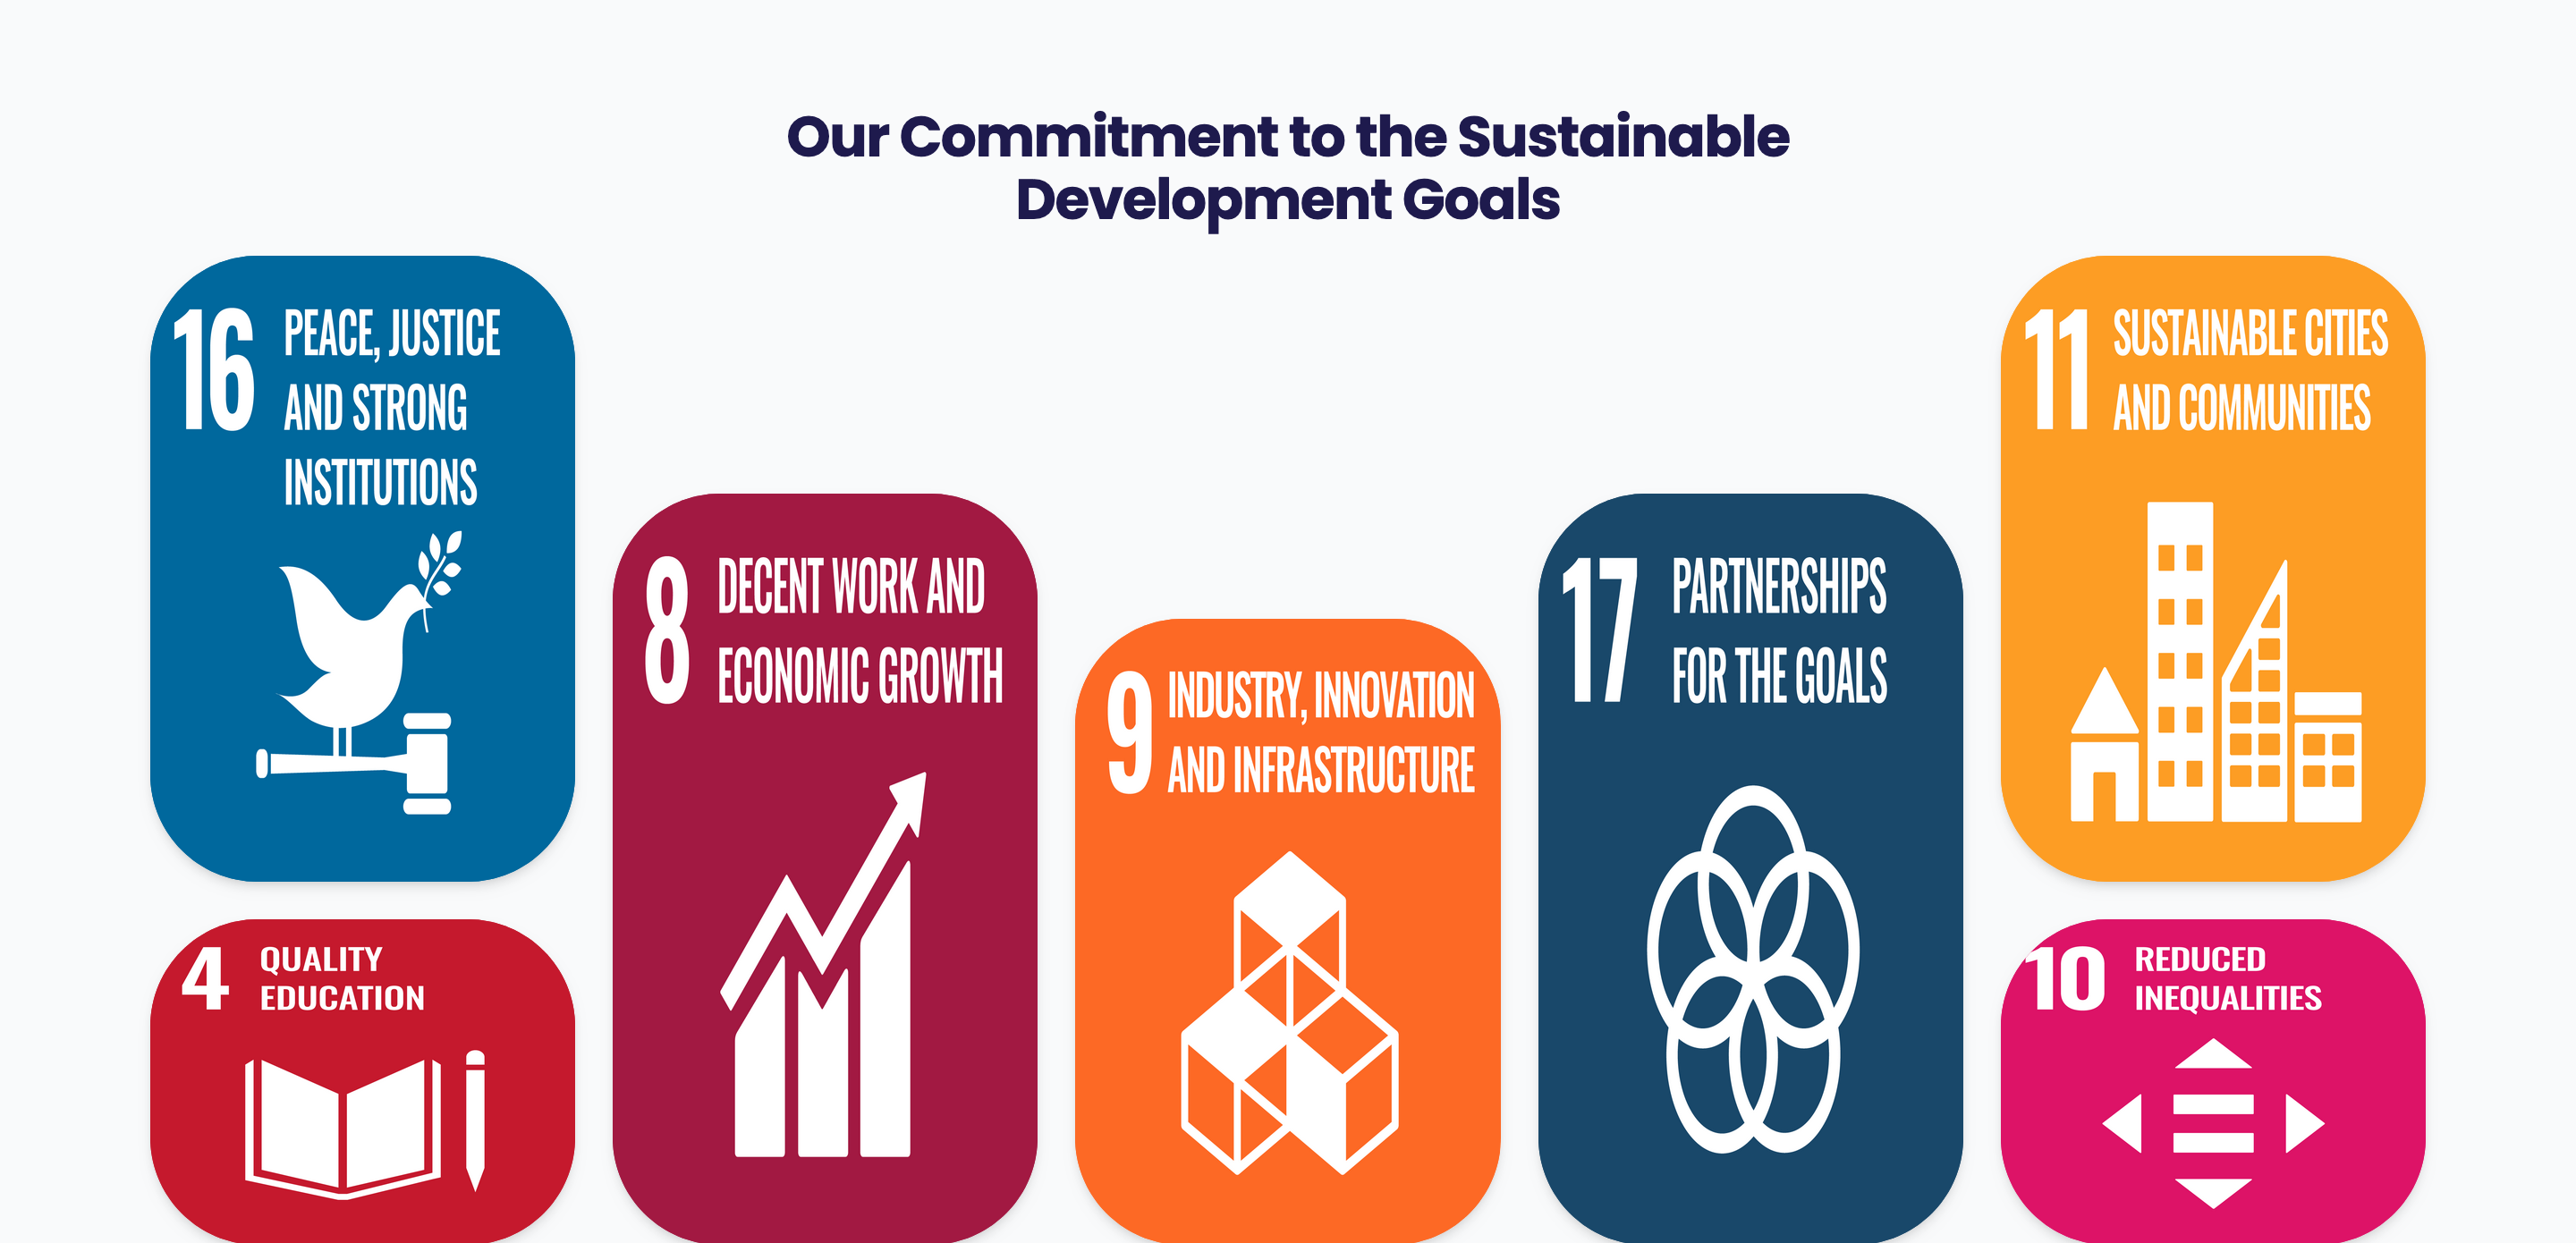 Our Commitment to the Sustainable
Development Goals
16
PEACE, JUSTICE
AND STRONG
INSTITUTIONS
4
QUALITY
EDUCATION
8
DECENT WORK AND
ECONOMIC GROWTH
9
INDUSTRY, INNOVATION
AND INFRASTRUCTURE
17
PARTNERSHIPS
FOR THE GOALS
11
SUSTAINABLE CITIES
AND COMMUNITIES
10
REDUCED
INEQUALITIES